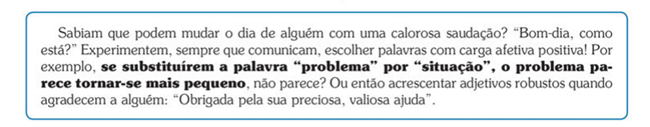 Sabiam que podem mudar o dia de alguém com uma calorosa saudação? “Bom-dia, como
está?” Experimentem, sempre que comunicam, escolher palavras com carga afetiva positiva! Por
exemplo, se substituírem a palavra “problema” por “situação”, o problema pa-
rece tornar-se mais pequeno, não parece? Ou então acrescentar adjetivos robustos quando
agradecem a alguém: “Obrigada pela sua preciosa, valiosa ajuda”.